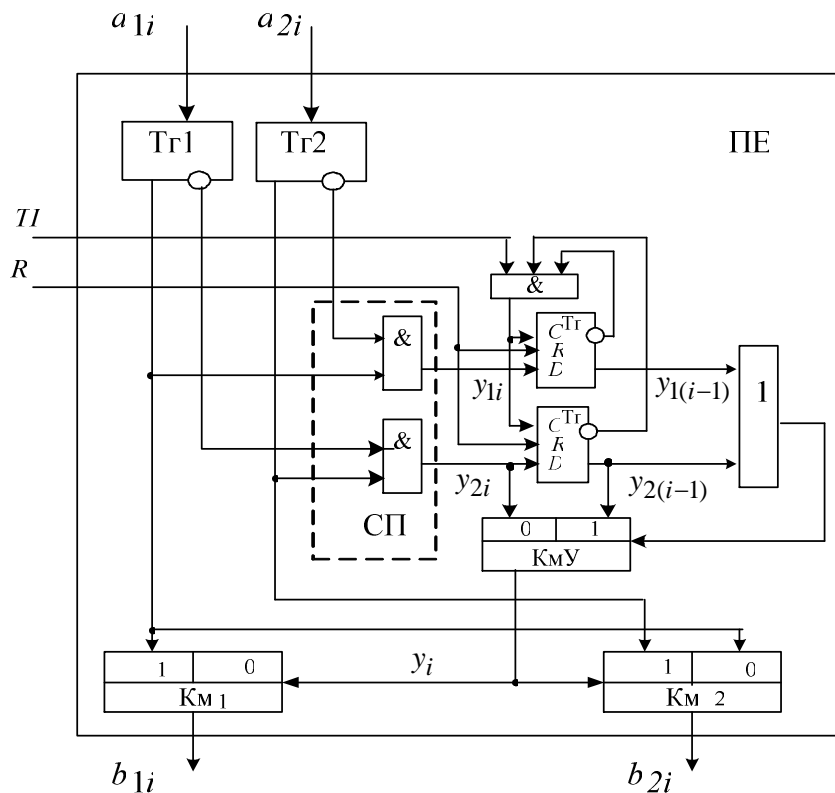 a1i a2i
Тг1 Тг2 ПЕ
TI
R
&
& C Тг
R
D y1i y1(i−1) 1
& C Тг
R
D y2i y2(i−1)
СП 0 1
КмУ
1 0 yi 1 0
Км 1 Км 2
b1i b2i